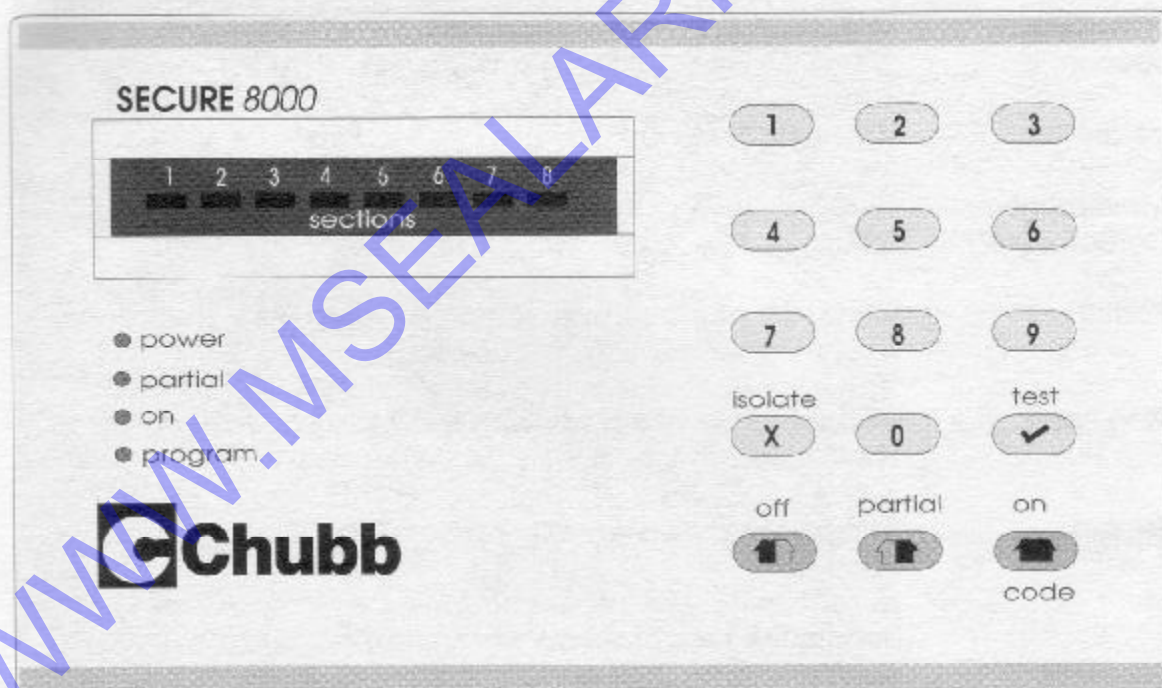 SECURE 8000
1 2 3 4 5 6 7 8
sections
power
partial
on
program
Chubb
1 2 3
4 5 6
7 8 9
isolate test
X 0 ✓
off partial on
code
WWW.MSEALAR